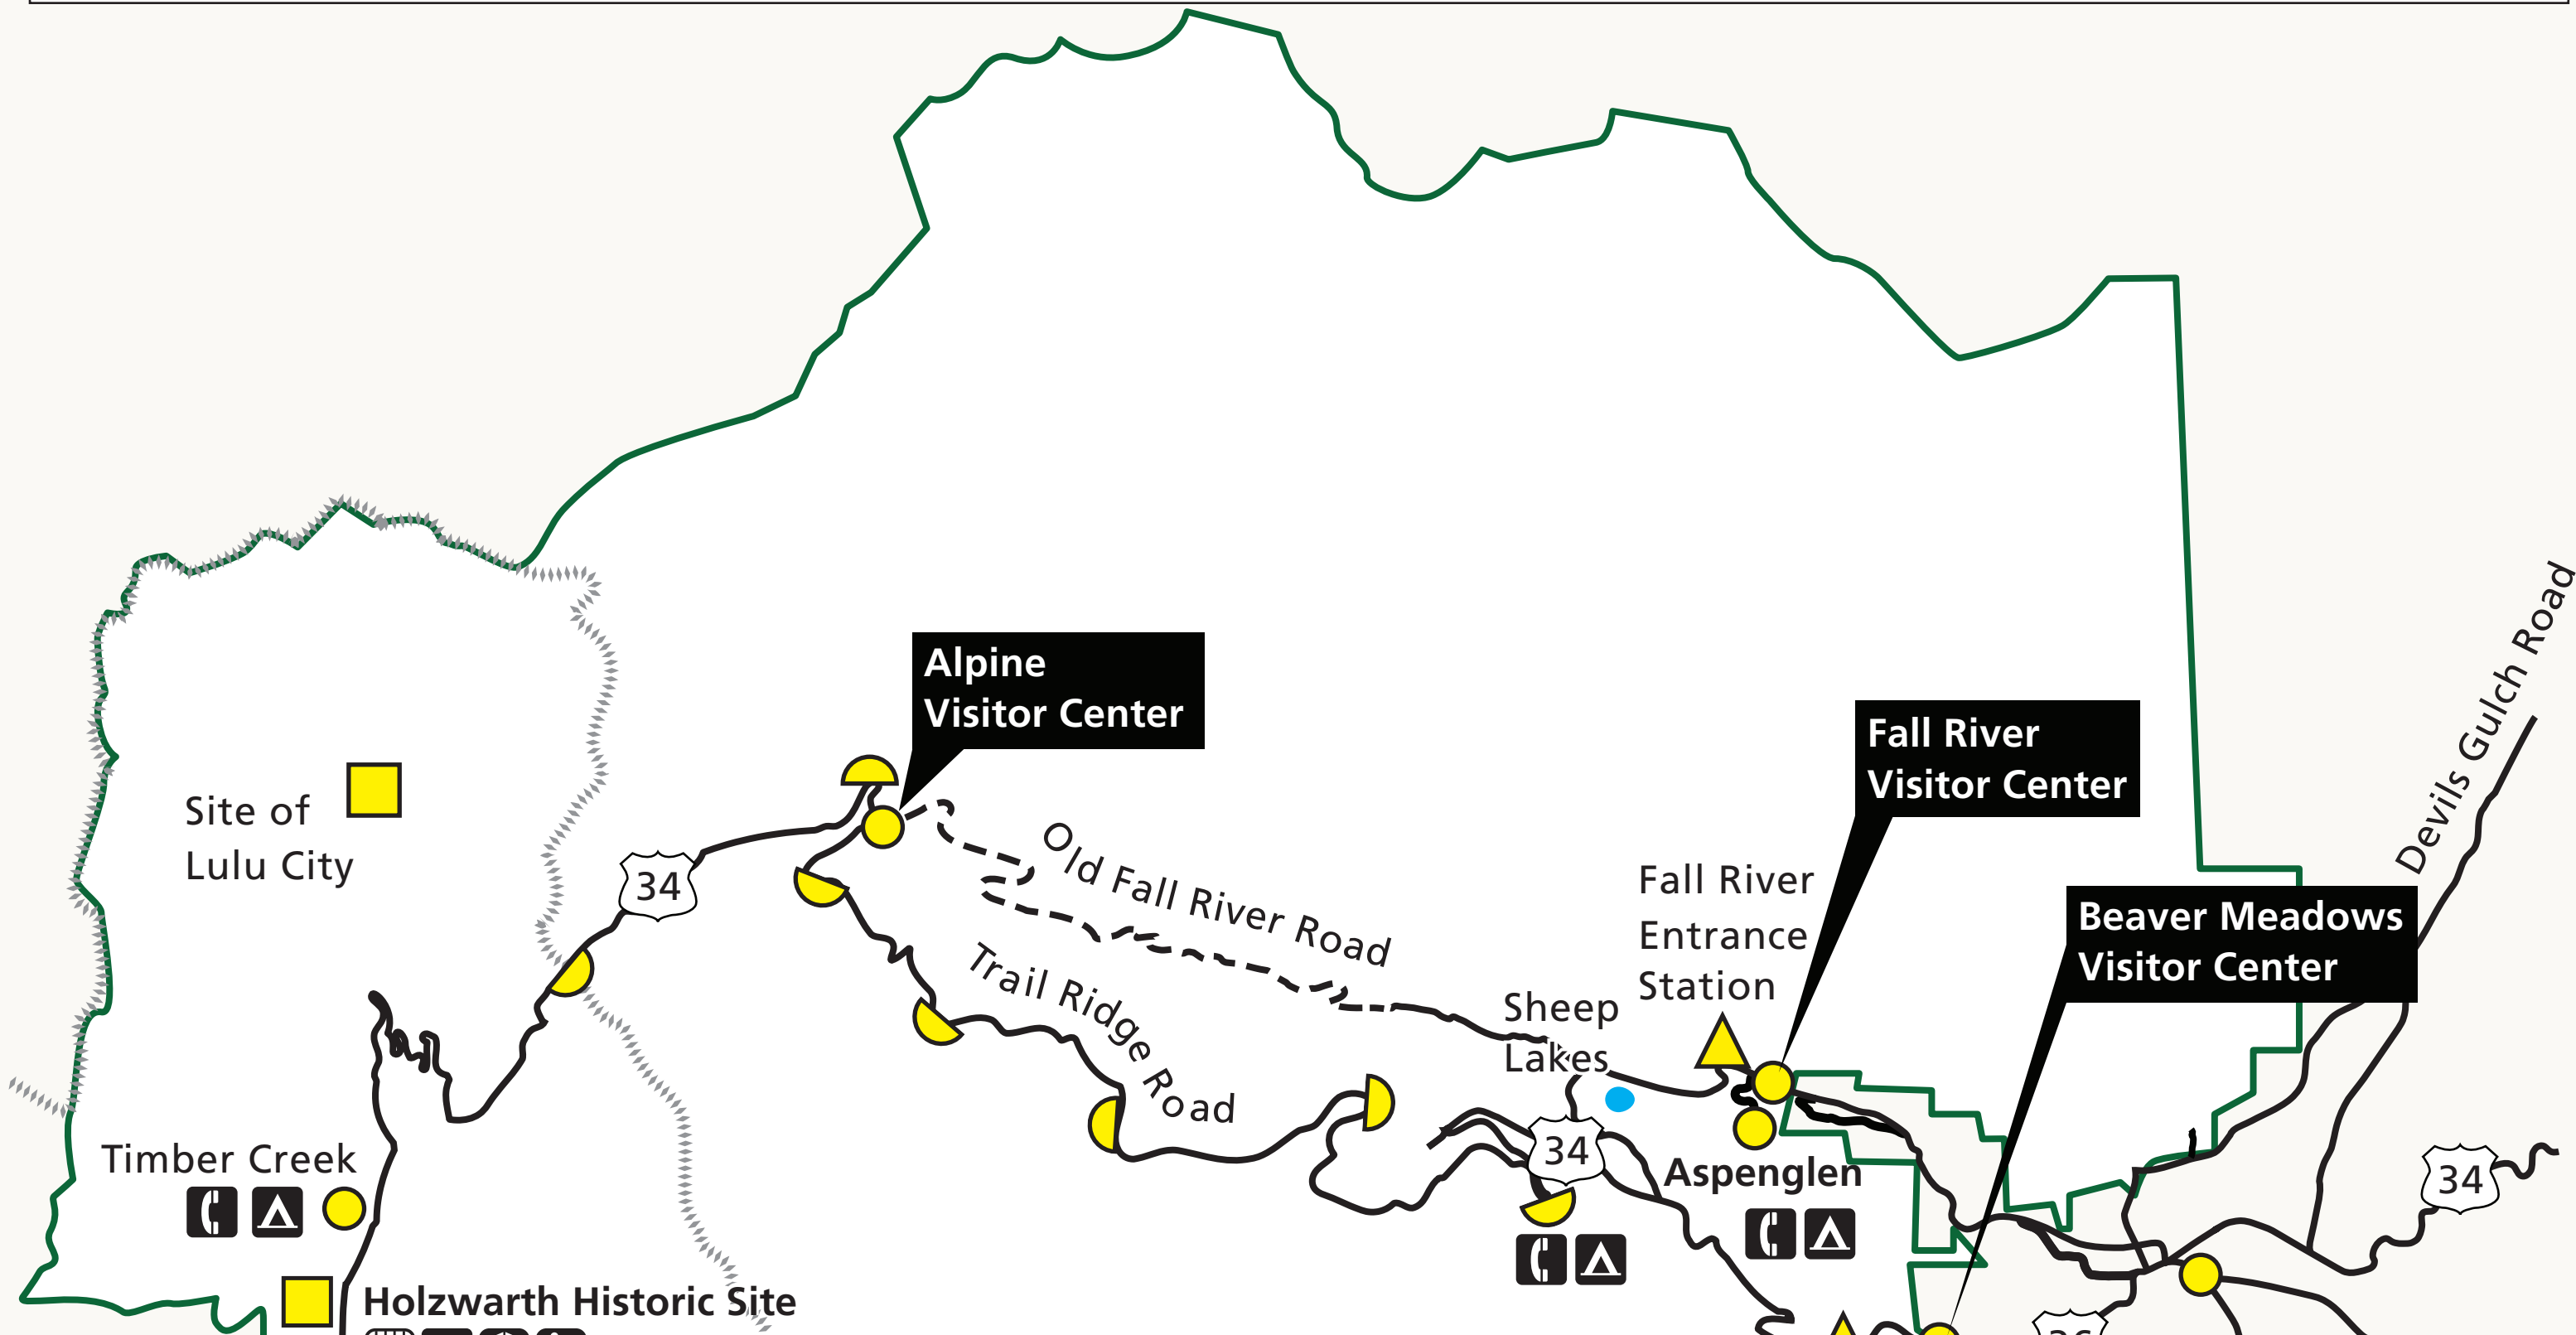 Alpine
Visitor Center
Fall River
Visitor Center
Devils Gulch Road
Site of
Lulu City
Old Fall River Road
34
Fall River
Entrance
Station
Beaver Meadows
Visitor Center
Trail Ridge Road
Sheep
Lakes
Timber Creek
34
Aspenglen
34
Holzwarth Historic Site